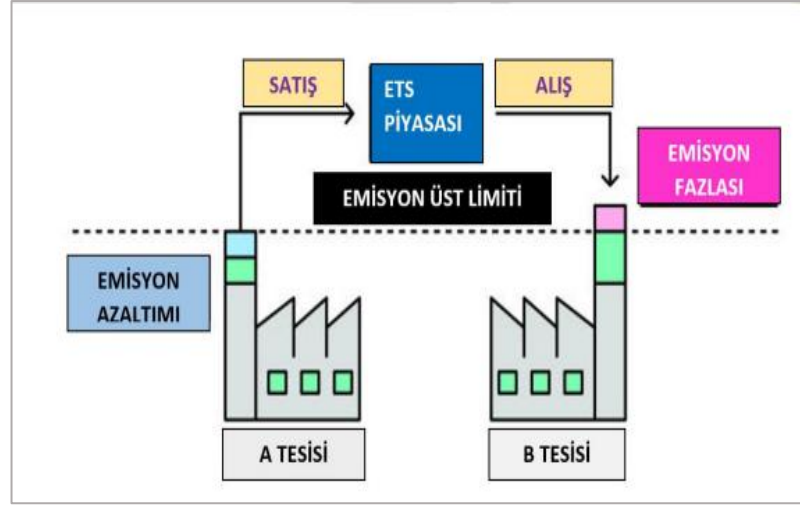 SATIŞ
ETS
PİYASASI
ALIŞ
EMİSYON
FAZLASI
EMİSYON ÜST LİMİTİ
EMİSYON
AZALTIMI
A TESİSİ
B TESİSİ